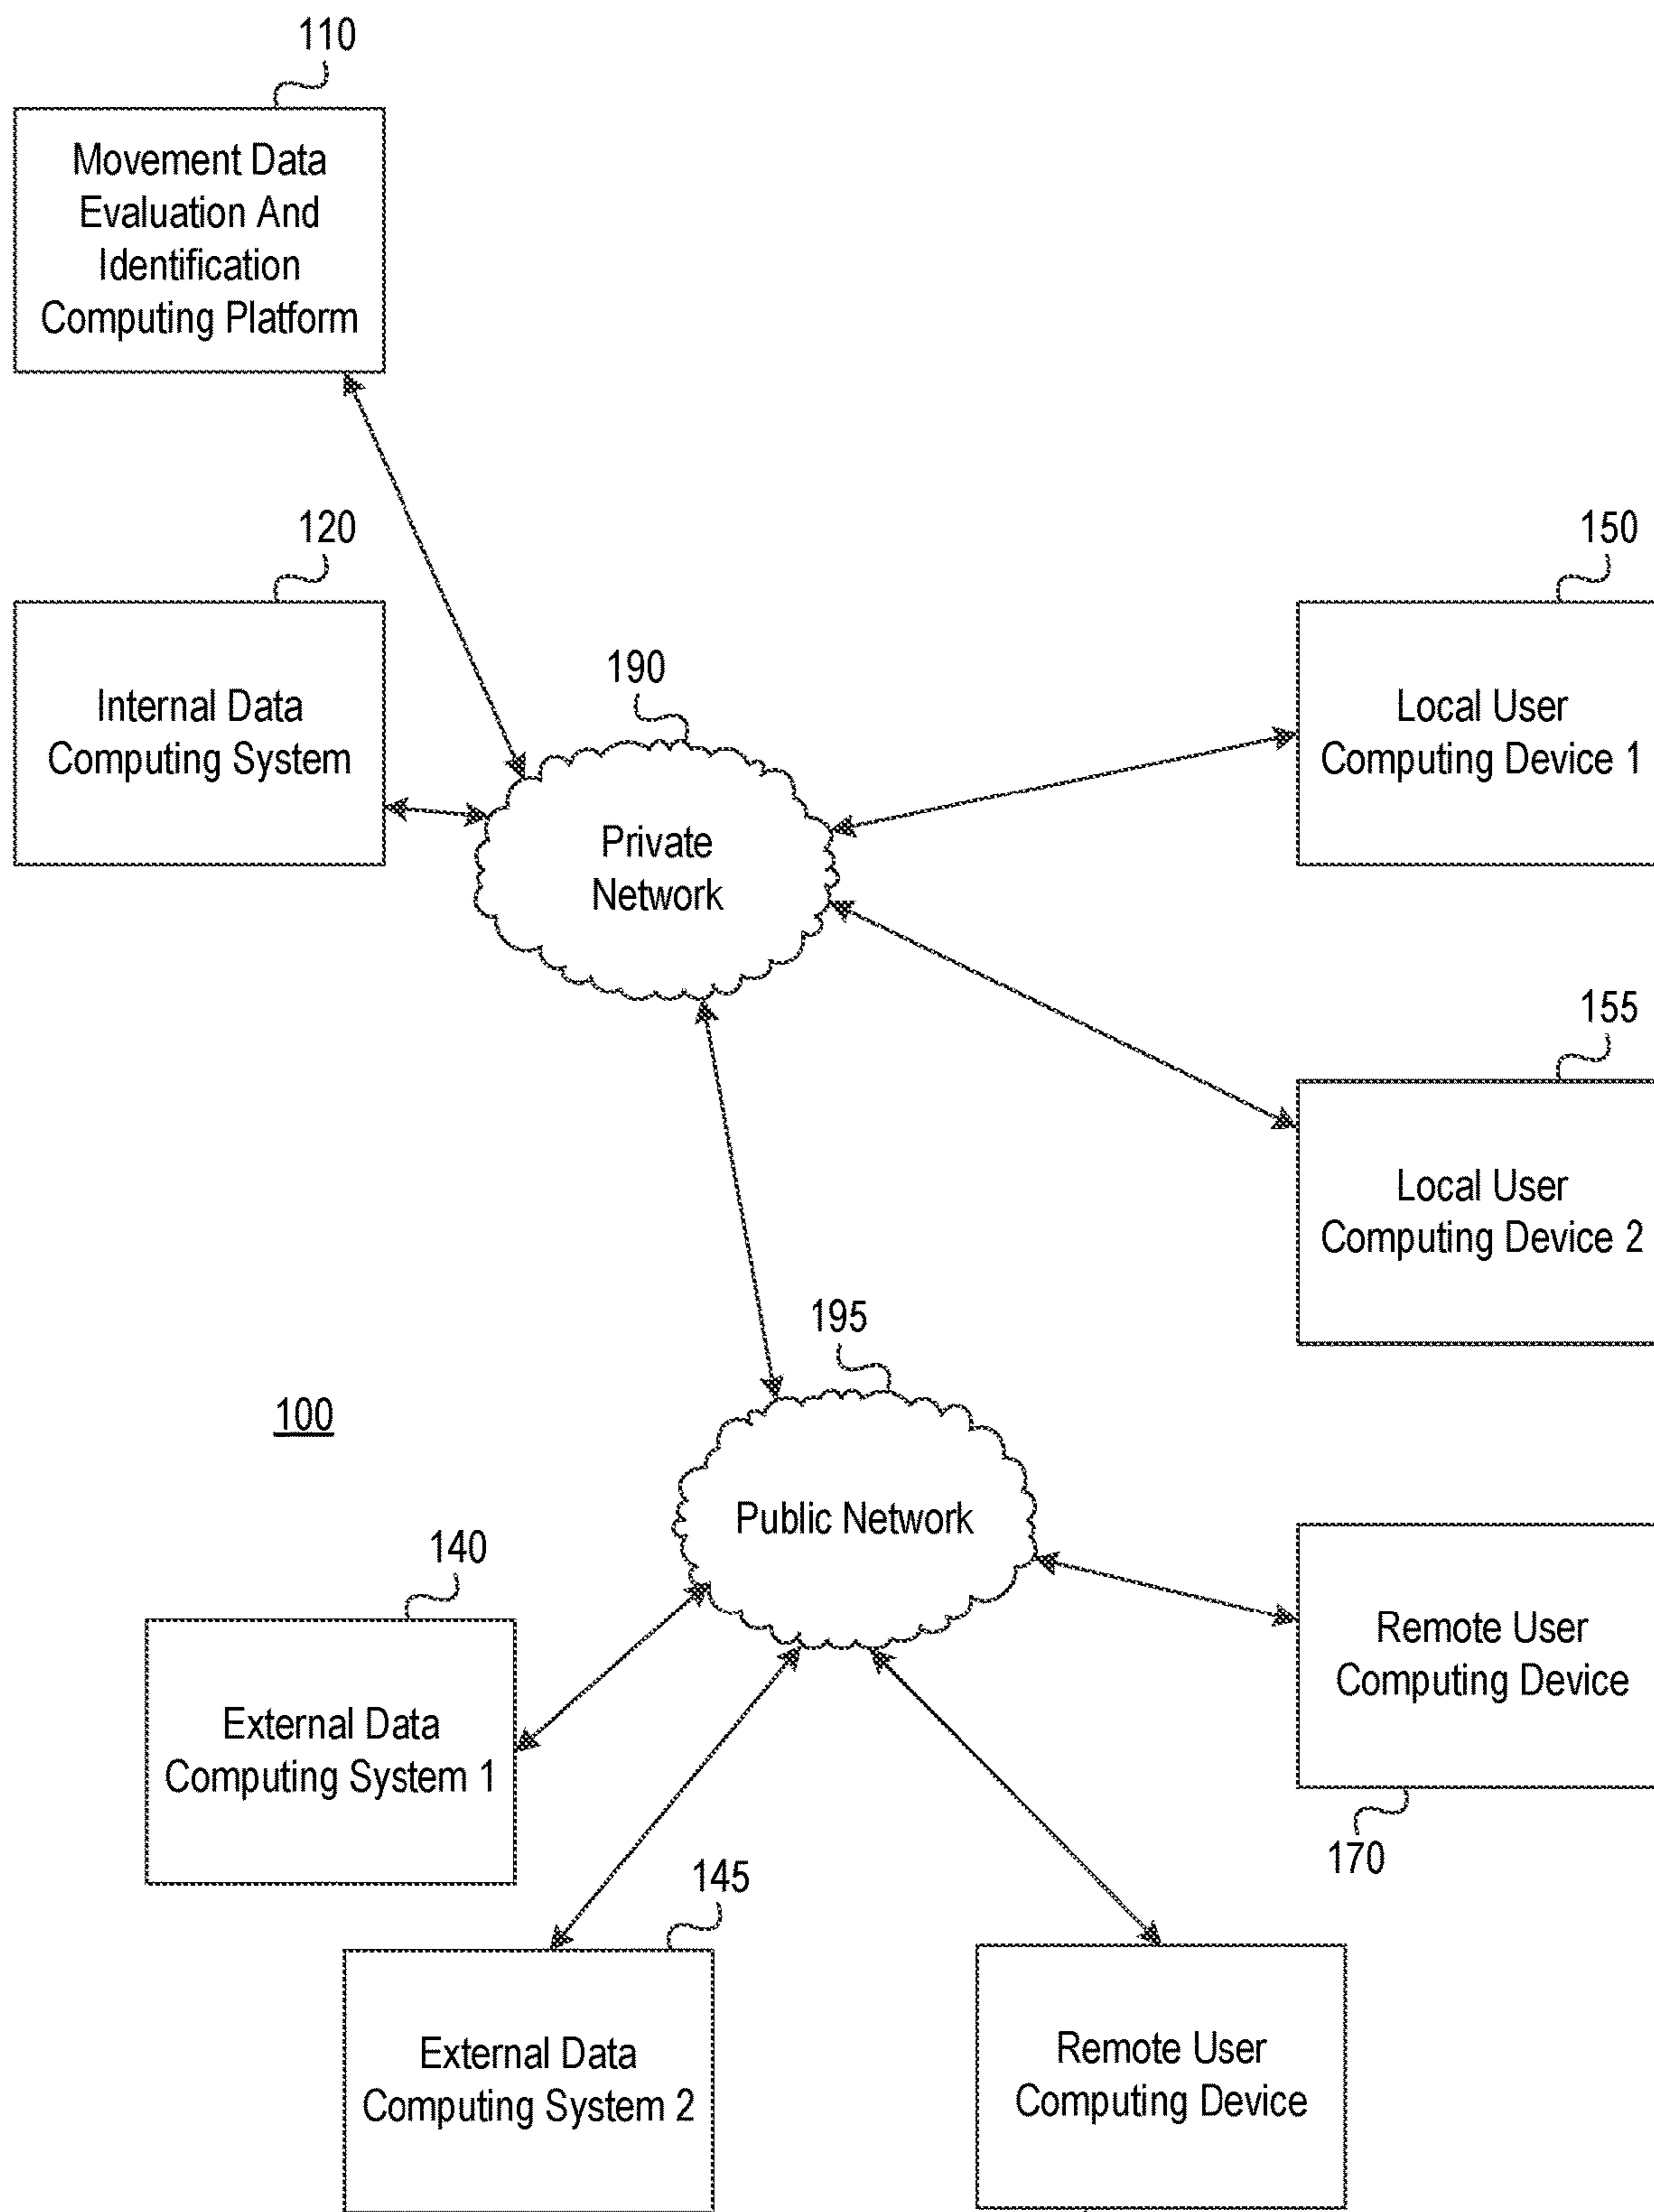 110
Movement Data
Evaluation And
Identification
Computing Platform
120
Internal Data
Computing System
190
Private
Network
150
Local User
Computing Device 1
155
Local User
Computing Device 2
195
Public Network
100
140
External Data
Computing System 1
145
External Data
Computing System 2
Remote User
Computing Device
170
Remote User
Computing Device